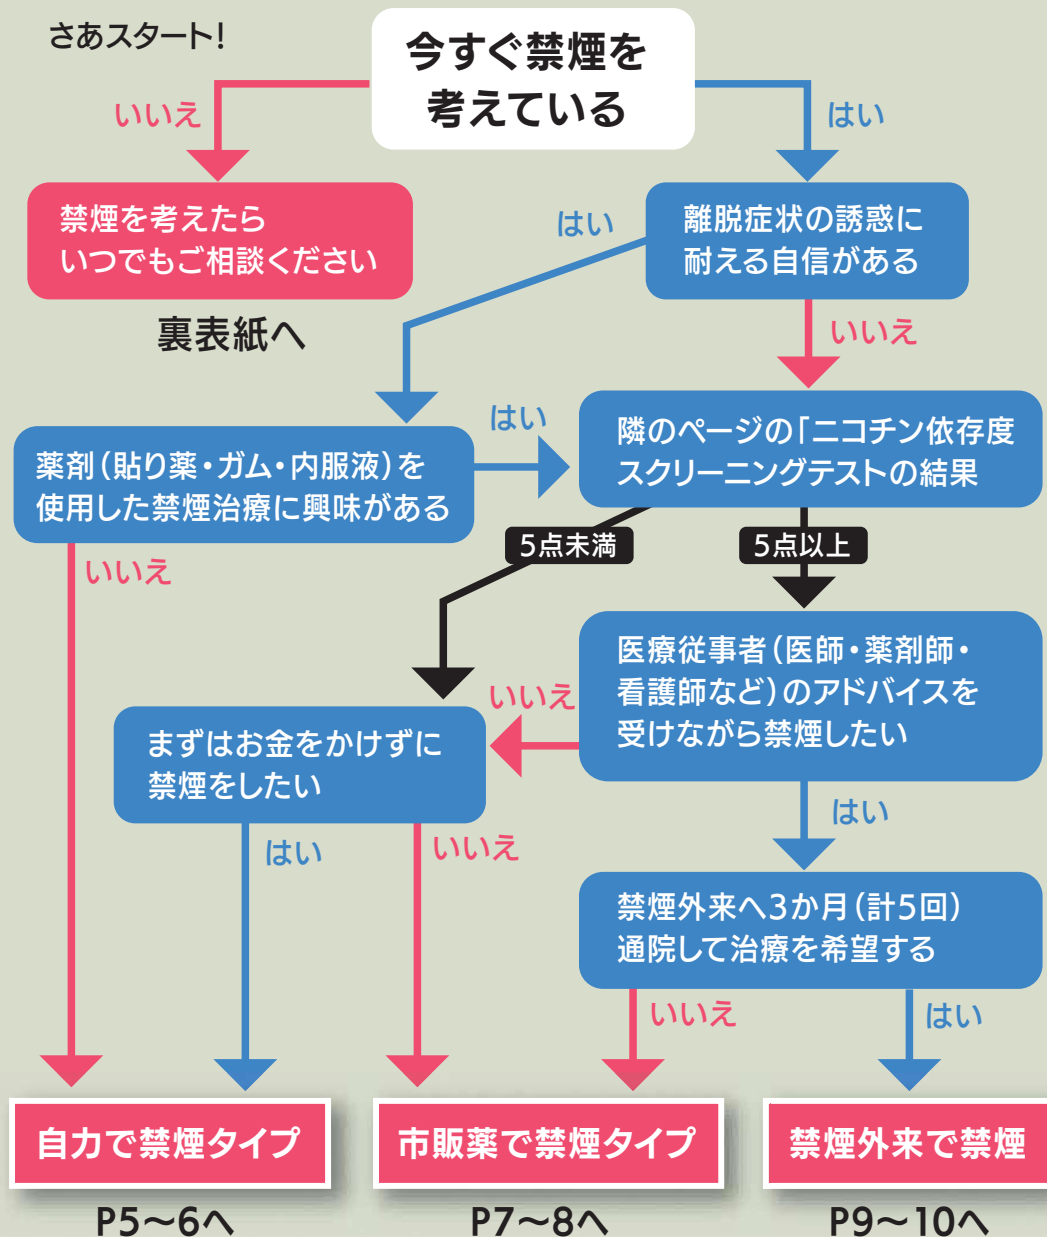 さあスタート!
今すぐ禁煙を
考えている
いいえ
はい
禁煙を考えたら
いつでもご相談ください
裏表紙へ
離脱症状の誘惑に
耐える自信がある
はい
いいえ
薬剤(貼り薬・ガム・内服液)を
使用した禁煙治療に興味がある
はい
いいえ
隣のページの「ニコチン依存度
スクリーニングテストの結果
5点未満
5点以上
医療従事者(医師・薬剤師・
看護師など)のアドバイスを
受けながら禁煙したい
いいえ
はい
まずはお金をかけずに
禁煙をしたい
はい
いいえ
禁煙外来へ3か月(計5回)
通院して治療を希望する
いいえ
はい
自力で禁煙タイプ
P5〜6へ
市販薬で禁煙タイプ
P7〜8へ
禁煙外来で禁煙
P9〜10へ